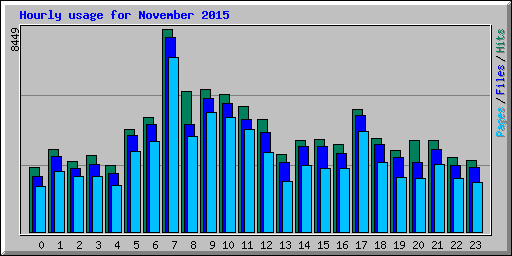 Hourly usage for November 2015
8449
Pages / Files / Hits
0 1 2 3 4 5 6 7 8 9 10 11 12 13 14 15 16 17 18 19 20 21 22 23